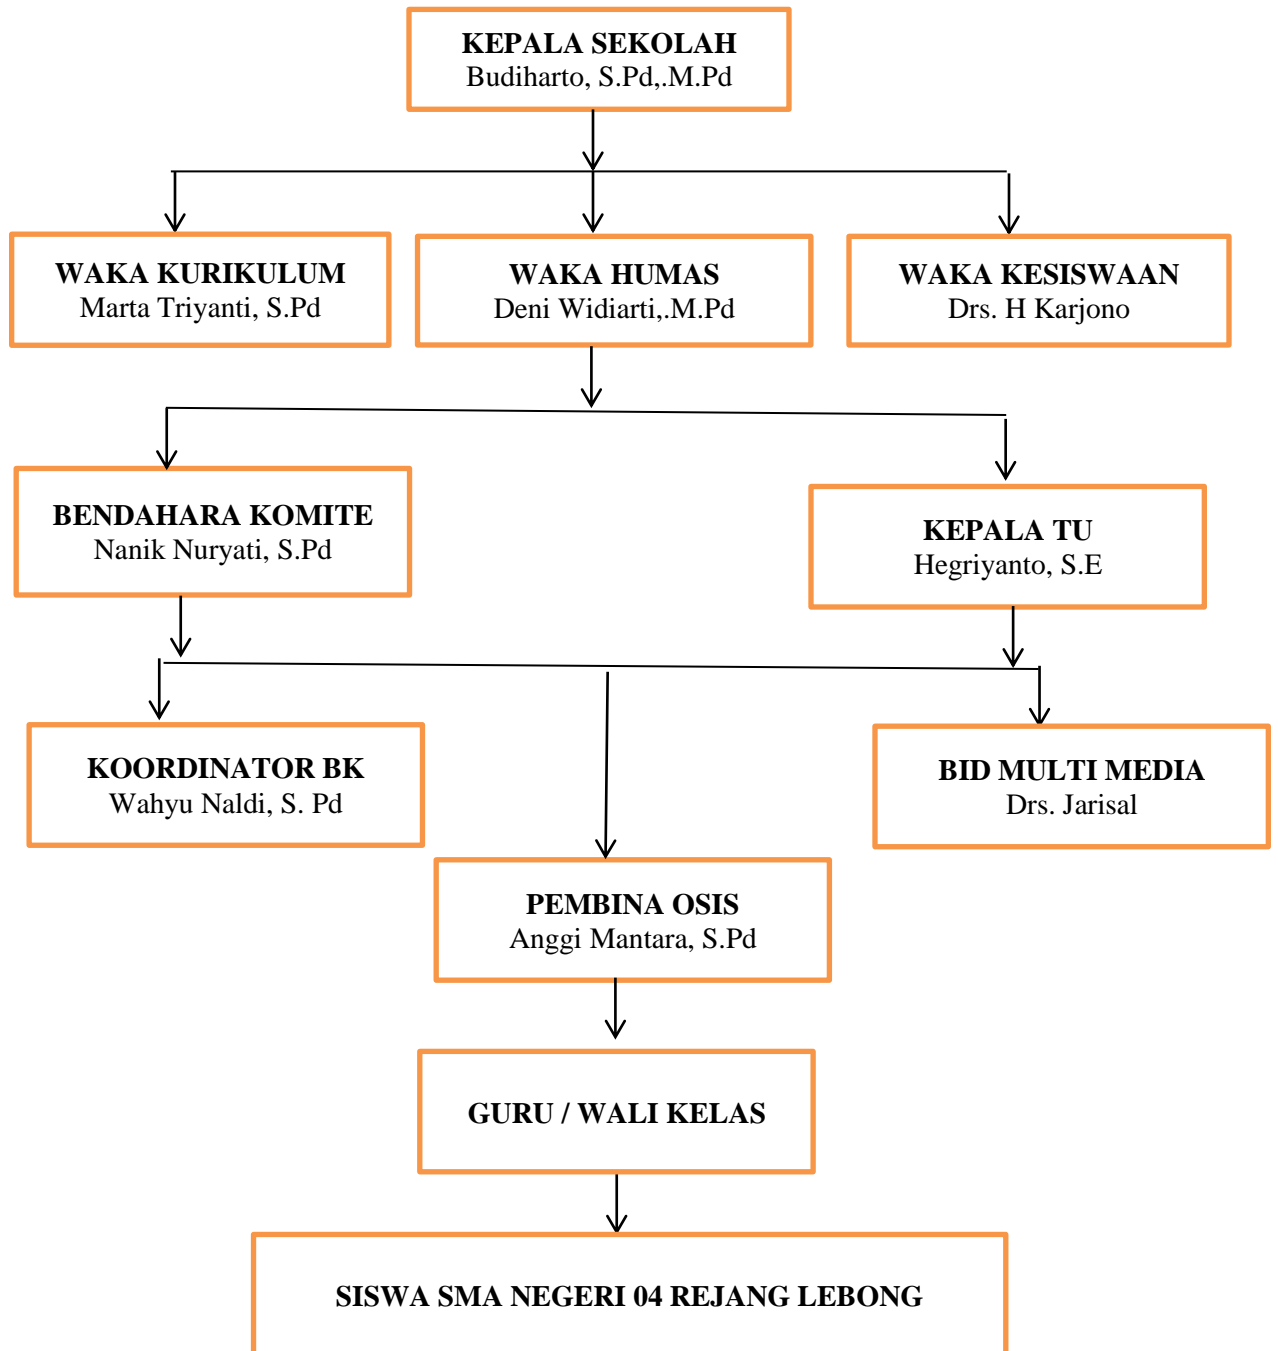 KEPALA SEKOLAH
Budiharto, S.Pd,.M.Pd
WAKA KURIKULUM
Marta Triyanti, S.Pd
WAKA HUMAS
Deni Widiarti,.M.Pd
WAKA KESISWAAN
Drs. H Karjono
BENDAHARA KOMITE
Nanik Nuryati, S.Pd
KEPALA TU
Hegriyanto, S.E
KOORDINATOR BK
Wahyu Naldi, S. Pd
BID MULTI MEDIA
Drs. Jarisal
PEMBINA OSIS
Anggi Mantara, S.Pd
GURU / WALI KELAS
SISWA SMA NEGERI 04 REJANG LEBONG